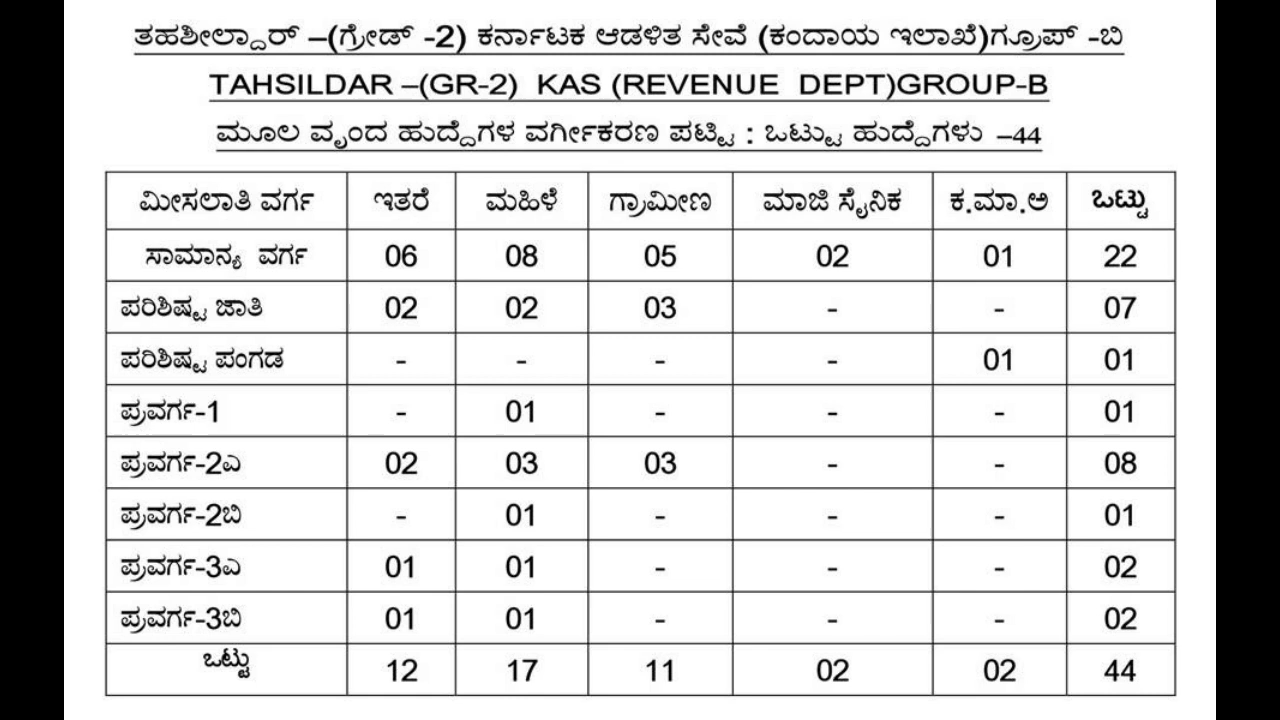 ತಹಶೀಲ್ದಾರ್ –(ಗ್ರೇಡ್ -2) ಕರ್ನಾಟಕ ಆಡಳಿತ ಸೇವೆ (ಕಂದಾಯ ಇಲಾಖೆ)ಗ್ರೂಪ್ -ಬಿ
TAHSILDAR –(GR-2) KAS (REVENUE DEPT)GROUP-B
ಮೂಲ ವೃಂದ ಹುದ್ದೆಗಳ ವರ್ಗೀಕರಣ ಪಟ್ಟಿ : ಒಟ್ಟು ಹುದ್ದೆಗಳು –44
ಮೀಸಲಾತಿ ವರ್ಗ ಇತರೆ ಮಹಿಳೆ ಗ್ರಾಮೀಣ ಮಾಜಿ ಸೈನಿಕ ಕ.ಮಾ.ಅ ಒಟ್ಟು
ಸಾಮಾನ್ಯ ವರ್ಗ 06 08 05 02 01 22
ಪರಿಶಿಷ್ಟ ಜಾತಿ 02 02 03 - - 07
ಪರಿಶಿಷ್ಟ ಪಂಗಡ - - - - 01 01
ಪ್ರವರ್ಗ-1 - 01 - - - 01
ಪ್ರವರ್ಗ-2ಎ 02 03 03 - - 08
ಪ್ರವರ್ಗ-2ಬಿ - 01 - - - 01
ಪ್ರವರ್ಗ-3ಎ 01 01 - - - 02
ಪ್ರವರ್ಗ-3ಬಿ 01 01 - - - 02
ಒಟ್ಟು 12 17 11 02 02 44